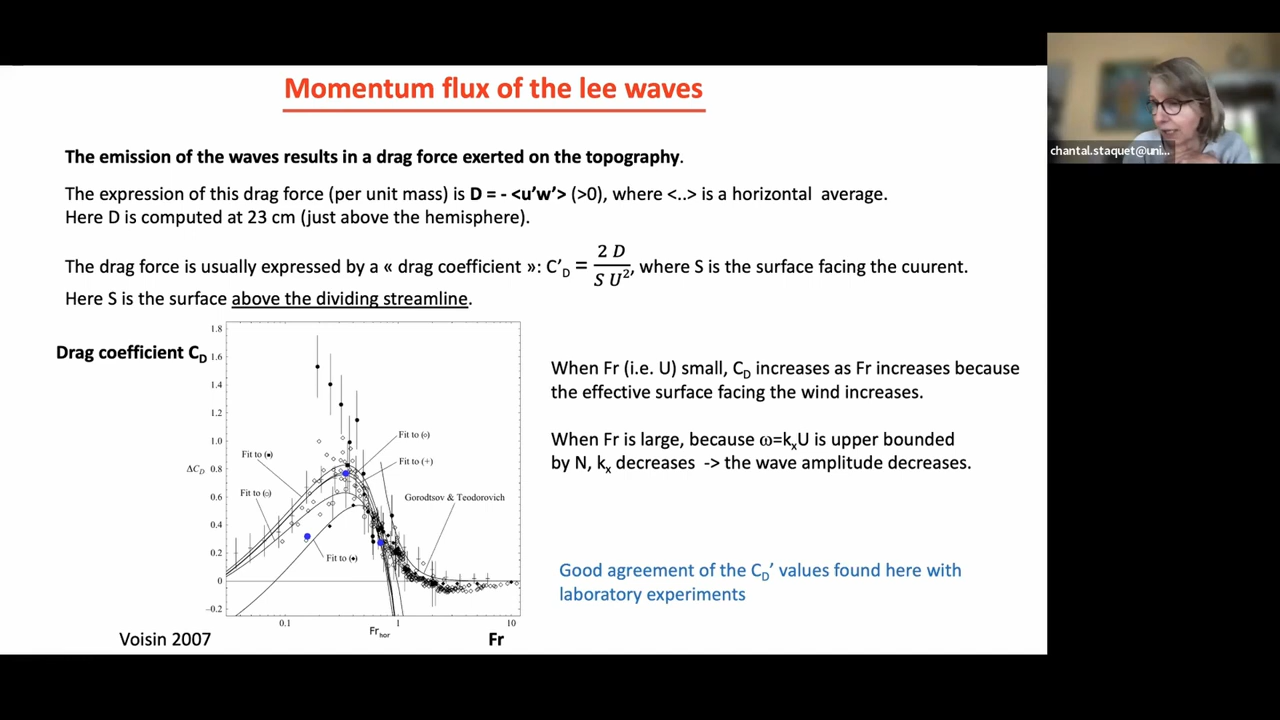 Momentum flux of the lee waves
chantal.staquet@uni...
The emission of the waves results in a drag force exerted on the topography.
The expression of this drag force (per unit mass) is D = - <u'w'> (>0), where <..> is a horizontal average.
Here D is computed at 23 cm (just above the hemisphere).
The drag force is usually expressed by a « drag coefficient »: C'D = 2 D / S U², where S is the surface facing the cuurent.
Here S is the surface above the dividing streamline.
Drag coefficient CD
1.8
1.6
1.4
1.2
1.0
ΔCD 0.8
0.6
0.4
0.2
0
−0.2
Fit to (●)
Fit to (○)
Fit to (◇)
Fit to (+)
Gorodtsov & Teodorovich
Fit to (◆)
0.1
1
10
Frhor
Fr
Voisin 2007
When Fr (i.e. U) small, CD increases as Fr increases because
the effective surface facing the wind increases.
When Fr is large, because ω=kxU is upper bounded
by N, kx decreases -> the wave amplitude decreases.
Good agreement of the CD' values found here with
laboratory experiments